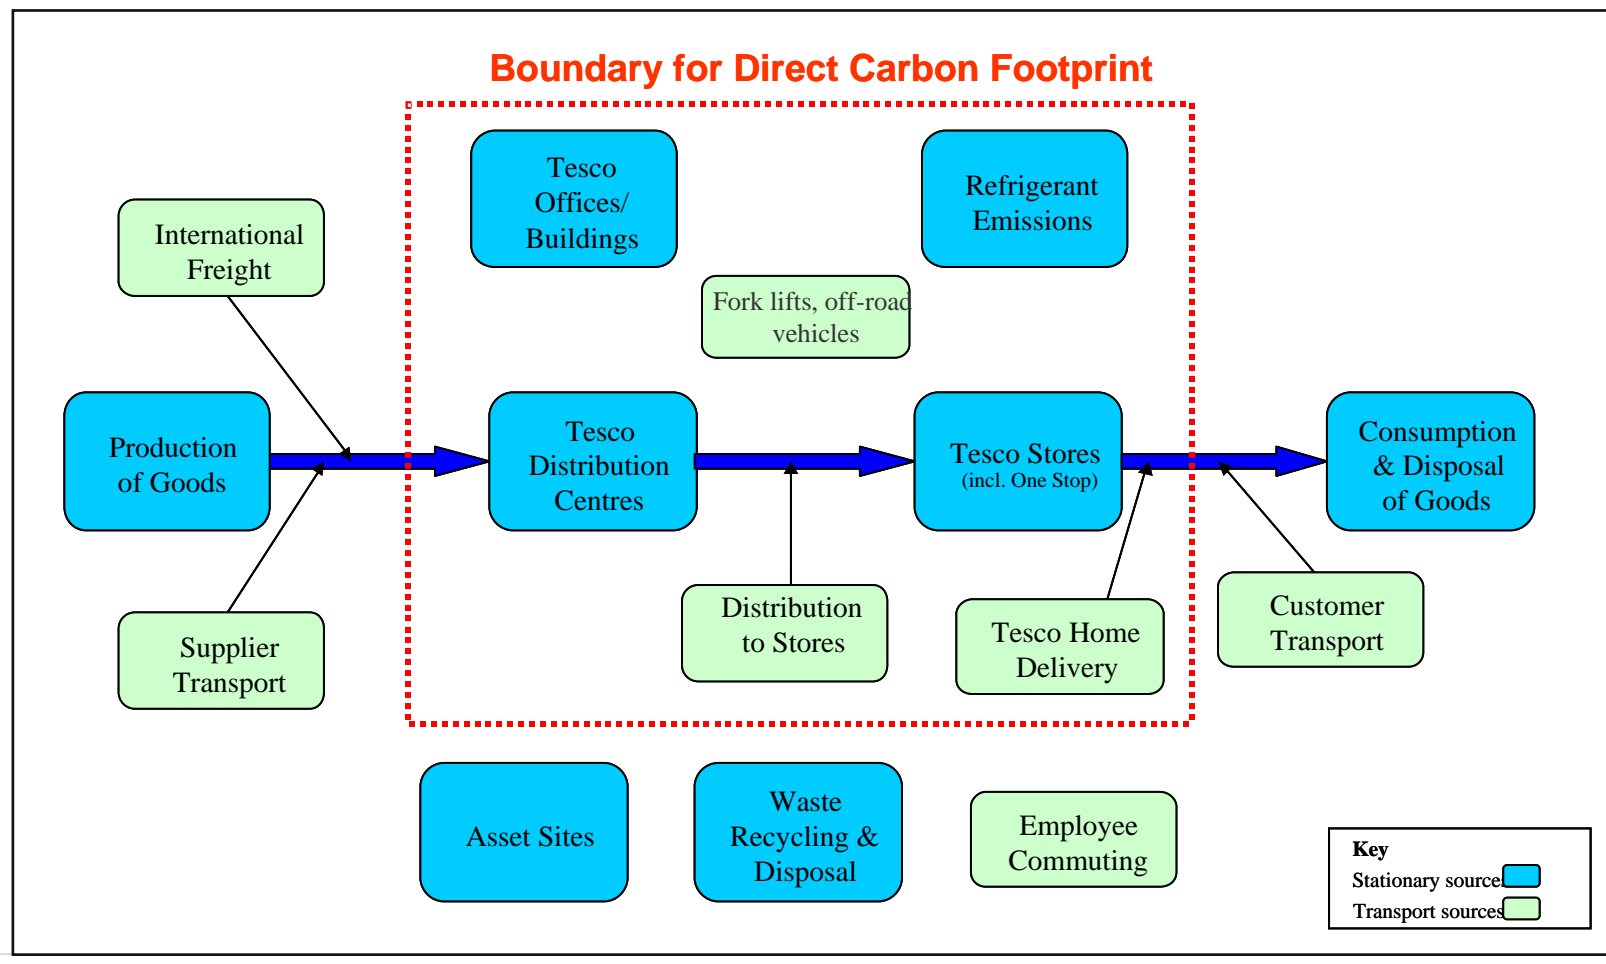 Boundary for Direct Carbon Footprint
Tesco
Offices/
Buildings
Refrigerant
Emissions
International
Freight
Fork lifts, off-road
vehicles
Production
of Goods
Tesco
Distribution
Centres
Tesco Stores
(incl. One Stop)
Consumption
& Disposal
of Goods
Supplier
Transport
Distribution
to Stores
Tesco Home
Delivery
Customer
Transport
Asset Sites
Waste
Recycling &
Disposal
Employee
Commuting
Key
Stationary sources
Transport sources